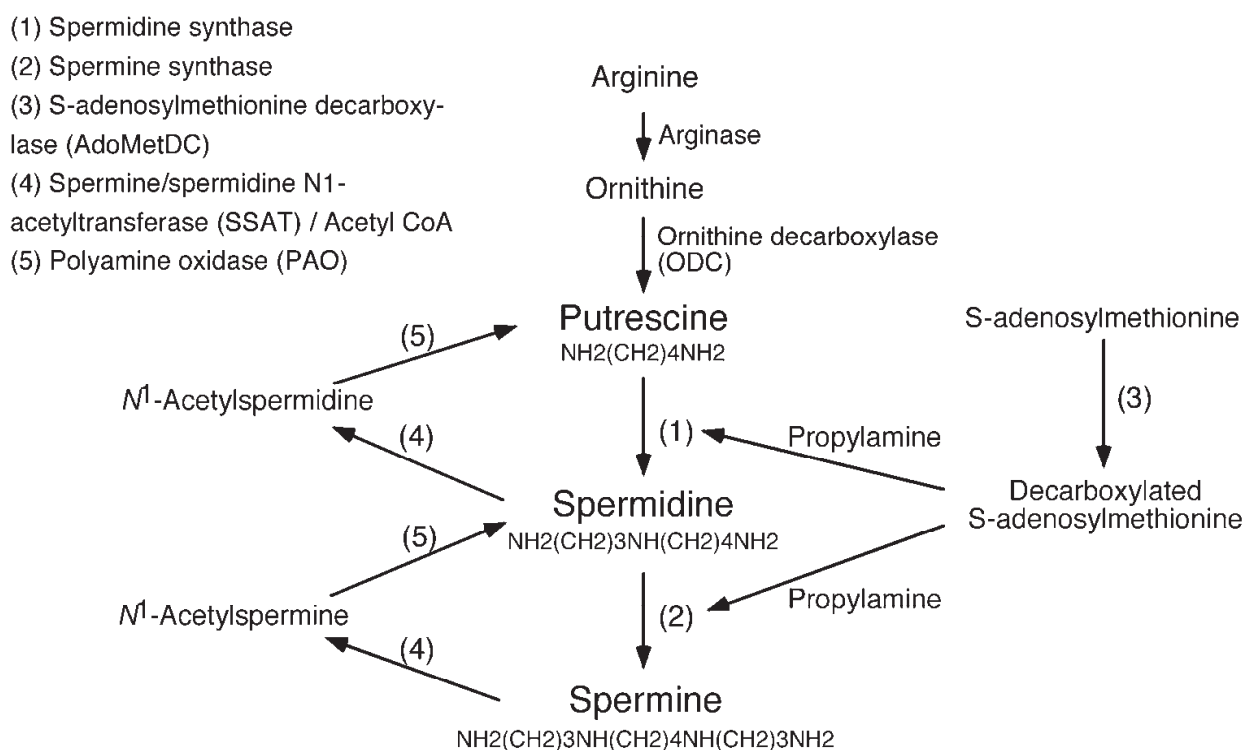 (1) Spermidine synthase
(2) Spermine synthase
(3) S-adenosylmethionine decarboxy-
lase (AdoMetDC)
(4) Spermine/spermidine N1-
acetyltransferase (SSAT) / Acetyl CoA
(5) Polyamine oxidase (PAO)
Arginine
Arginase
Ornithine
Ornithine decarboxylase
(ODC)
Putrescine
NH2(CH2)4NH2
S-adenosylmethionine
(5)
N1-Acetylspermidine
(3)
(4)
(1)
Propylamine
Spermidine
NH2(CH2)3NH(CH2)4NH2
Decarboxylated
S-adenosylmethionine
(5)
N1-Acetylspermine
(2)
Propylamine
(4)
Spermine
NH2(CH2)3NH(CH2)4NH(CH2)3NH2